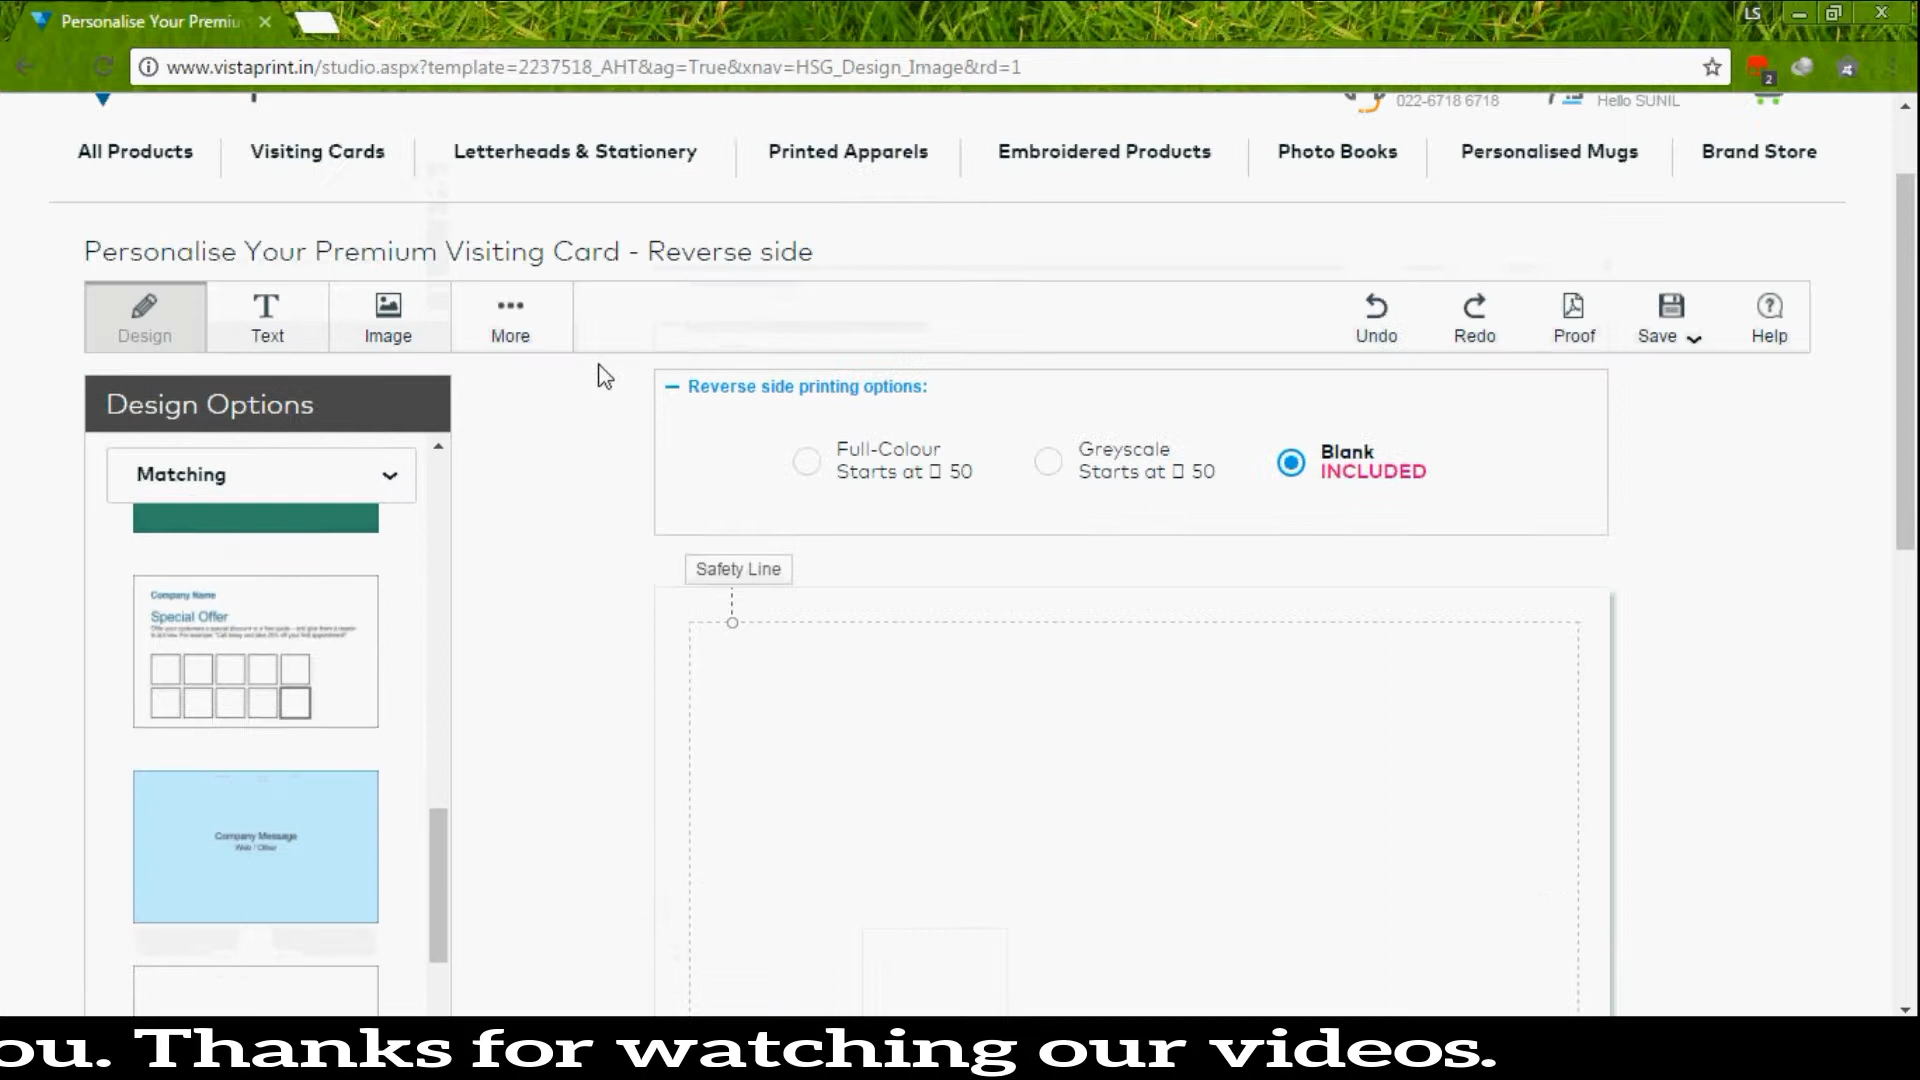 Personalise Your Premiu
LS
www.vistaprint.in/studio.aspx?template=2237518_AHT&ag=True&xnav=HSG_Design_Image&rd=1
2
022-6718 6718
Hello SUNIL
All Products
Visiting Cards
Letterheads & Stationery
Printed Apparels
Embroidered Products
Photo Books
Personalised Mugs
Brand Store
Personalise Your Premium Visiting Card - Reverse side
Design
Text
Image
More
Undo
Redo
Proof
Save
Help
Design Options
Matching
Reverse side printing options:
Full-Colour
Starts at 50
Greyscale
Starts at 50
Blank
INCLUDED
Safety Line
Company Name
Special Offer
Company Message
Web / Other
ou. Thanks for watching our videos.